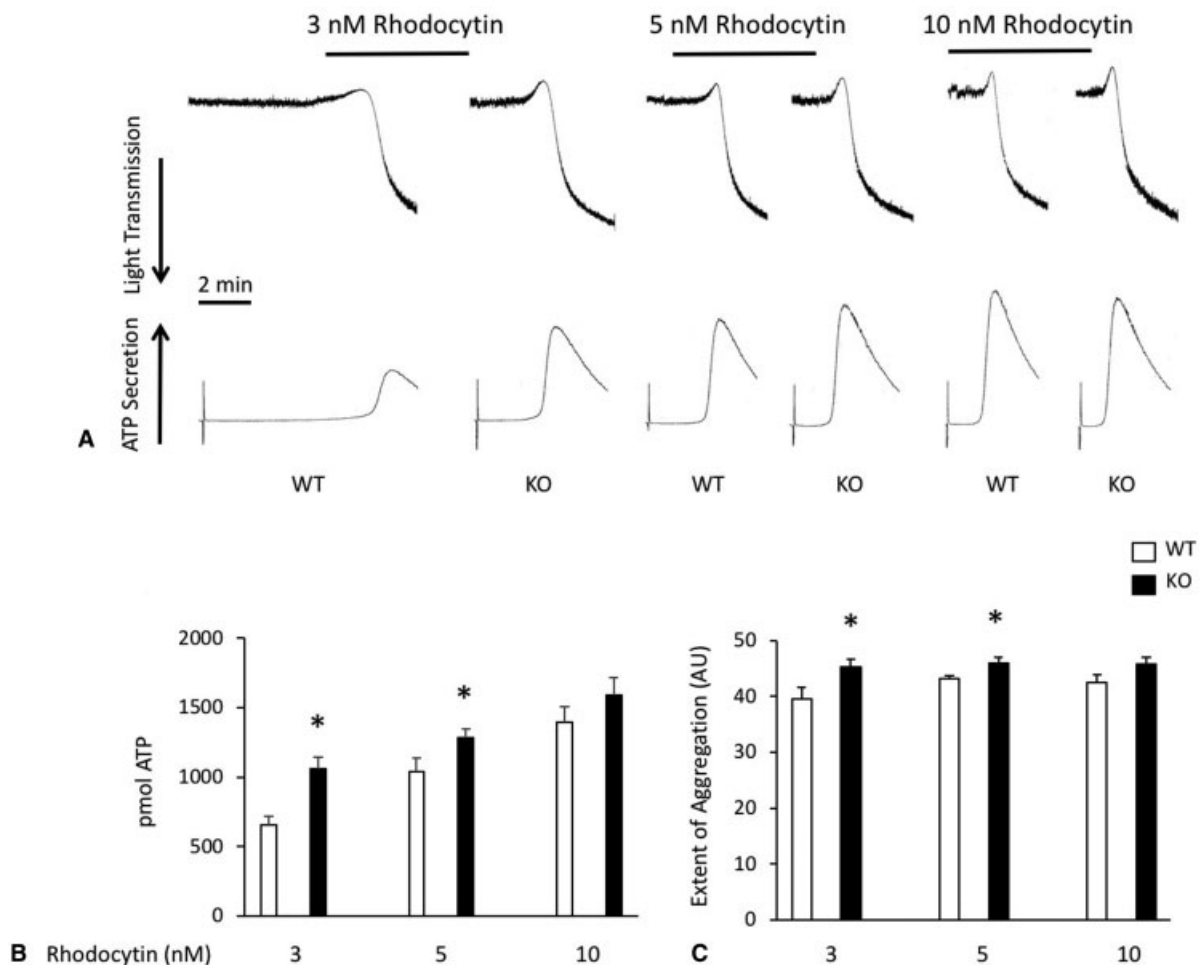 3 nM Rhodocytin 5 nM Rhodocytin 10 nM Rhodocytin
Light Transmission
2 min
ATP Secretion
A
WT KO WT KO WT KO
WT
KO
2000
1500
1000
500
0
pmol ATP
* *
B Rhodocytin (nM) 3 5 10
50
40
30
20
10
0
Extent of Aggregation (AU)
* *
C 3 5 10